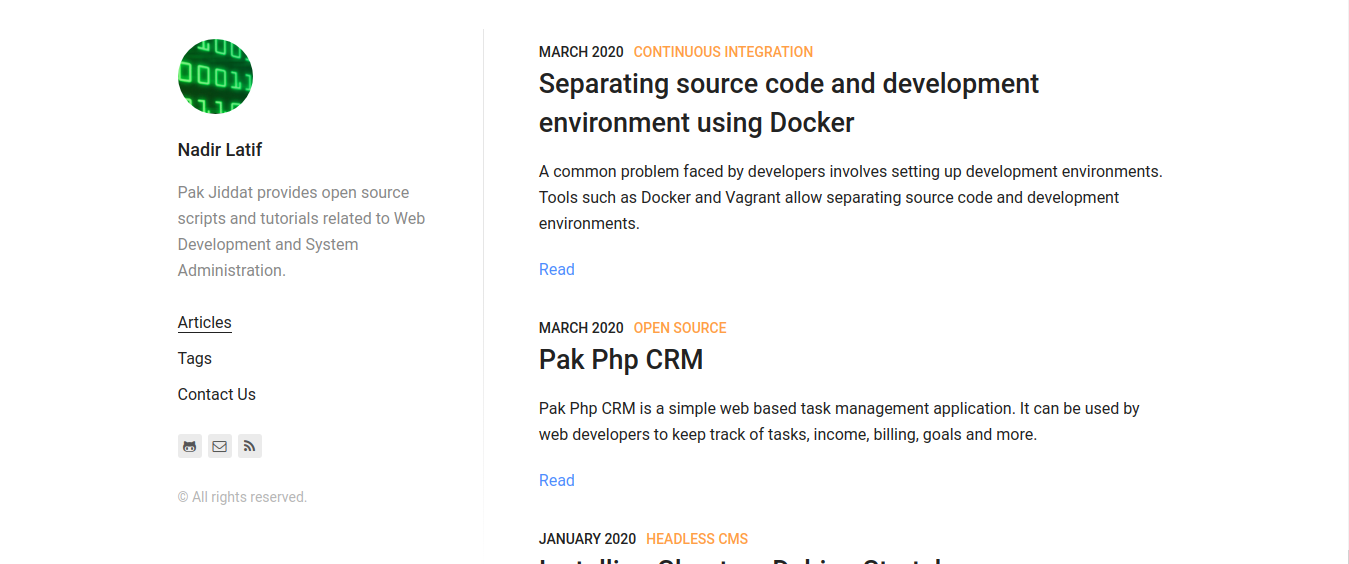 Nadir Latif
Pak Jiddat provides open source
scripts and tutorials related to Web
Development and System
Administration.
Articles
Tags
Contact Us
© All rights reserved.
MARCH 2020 CONTINUOUS INTEGRATION
Separating source code and development
environment using Docker
A common problem faced by developers involves setting up development environments.
Tools such as Docker and Vagrant allow separating source code and development
environments.
Read
MARCH 2020 OPEN SOURCE
Pak Php CRM
Pak Php CRM is a simple web based task management application. It can be used by
web developers to keep track of tasks, income, billing, goals and more.
Read
JANUARY 2020 HEADLESS CMS